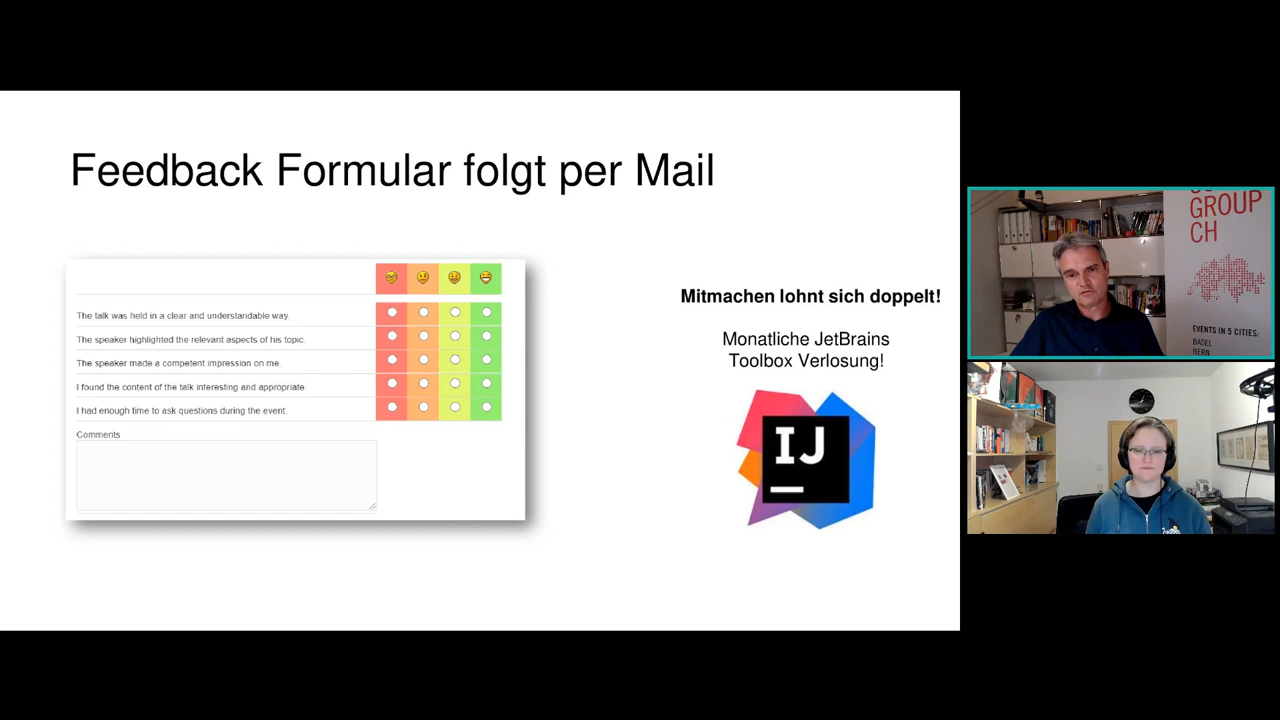 Feedback Formular folgt per Mail
The talk was held in a clear and understandable way.
The speaker highlighted the relevant aspects of his topic.
The speaker made a competent impression on me.
I found the content of the talk interesting and appropriate.
I had enough time to ask questions during the event.
Comments
Mitmachen lohnt sich doppelt!
Monatliche JetBrains
Toolbox Verlosung!
IJ
GROUP
CH
EVENTS IN 5 CITIES:
BASEL
BERN